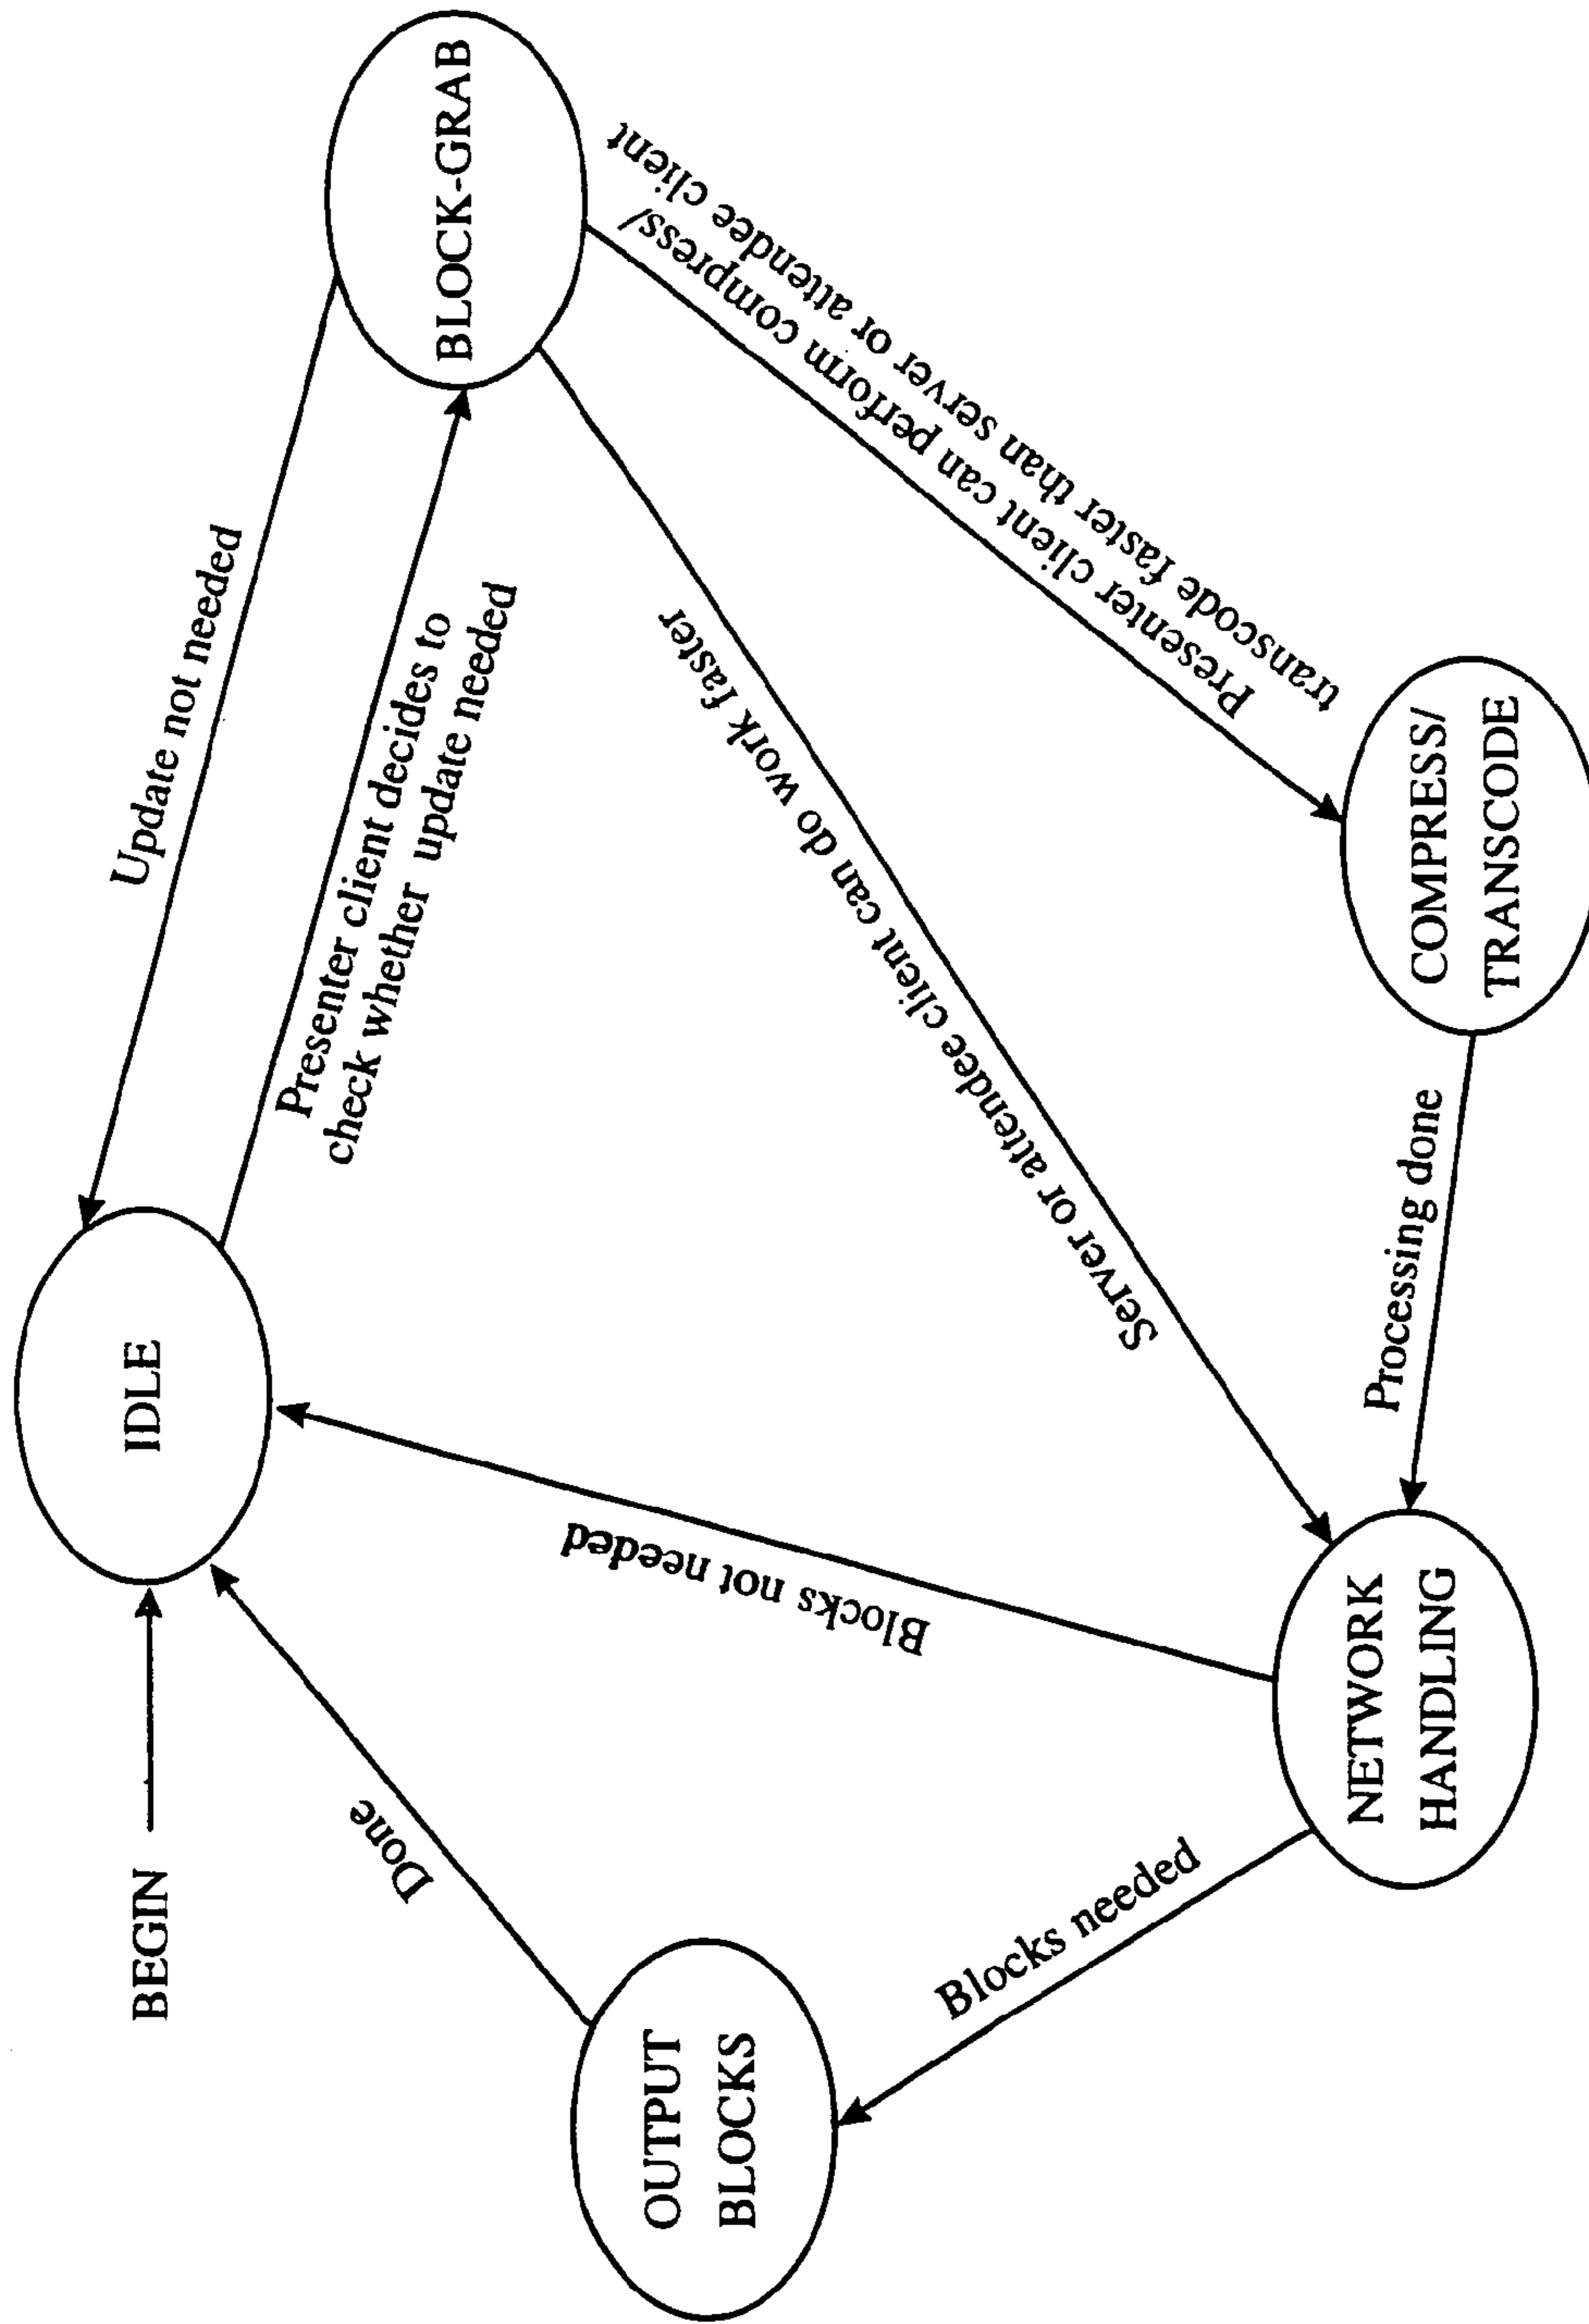 BEGIN
IDLE
Update not needed
Presenter client decides to
check whether update needed
BLOCK-GRAB
Done
Blocks not needed
Server or attendee client can do work faster
Presenter client can perform compress/
transcode faster than server or attendee client
OUTPUT
BLOCKS
Blocks needed
NETWORK
HANDLING
Processing done
COMPRESS/
TRANSCODE